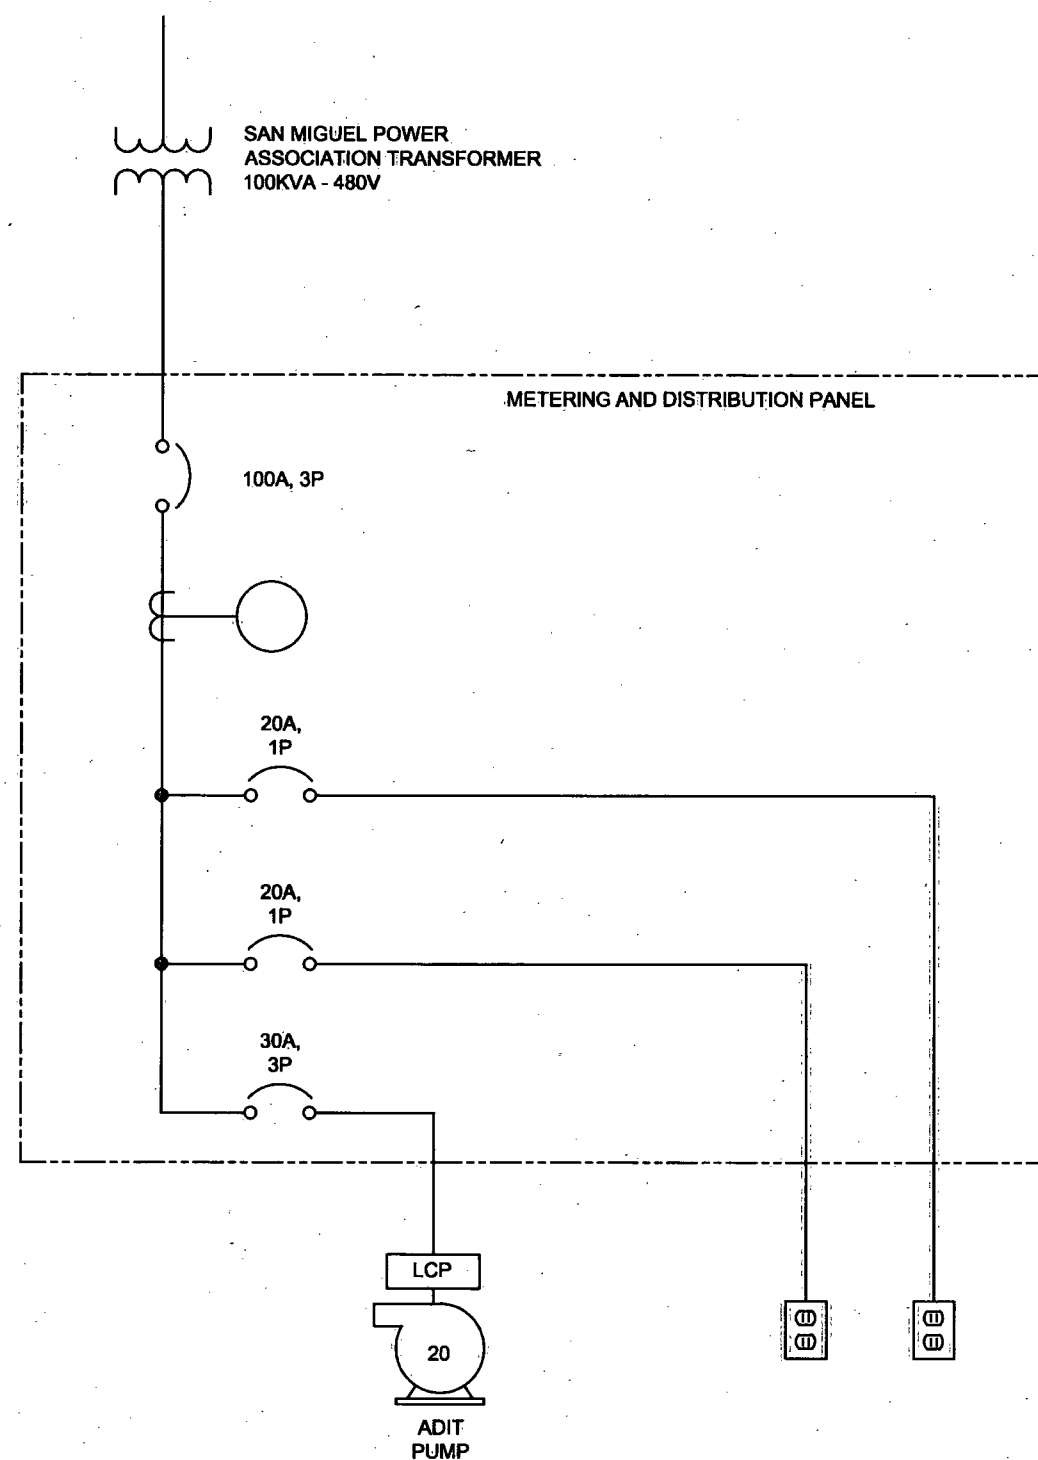 SAN MIGUEL POWER
ASSOCIATION TRANSFORMER
100KVA - 480V
METERING AND DISTRIBUTION PANEL
100A, 3P
20A,
1P
20A,
1P
30A,
3P
LCP
20
ADIT
PUMP